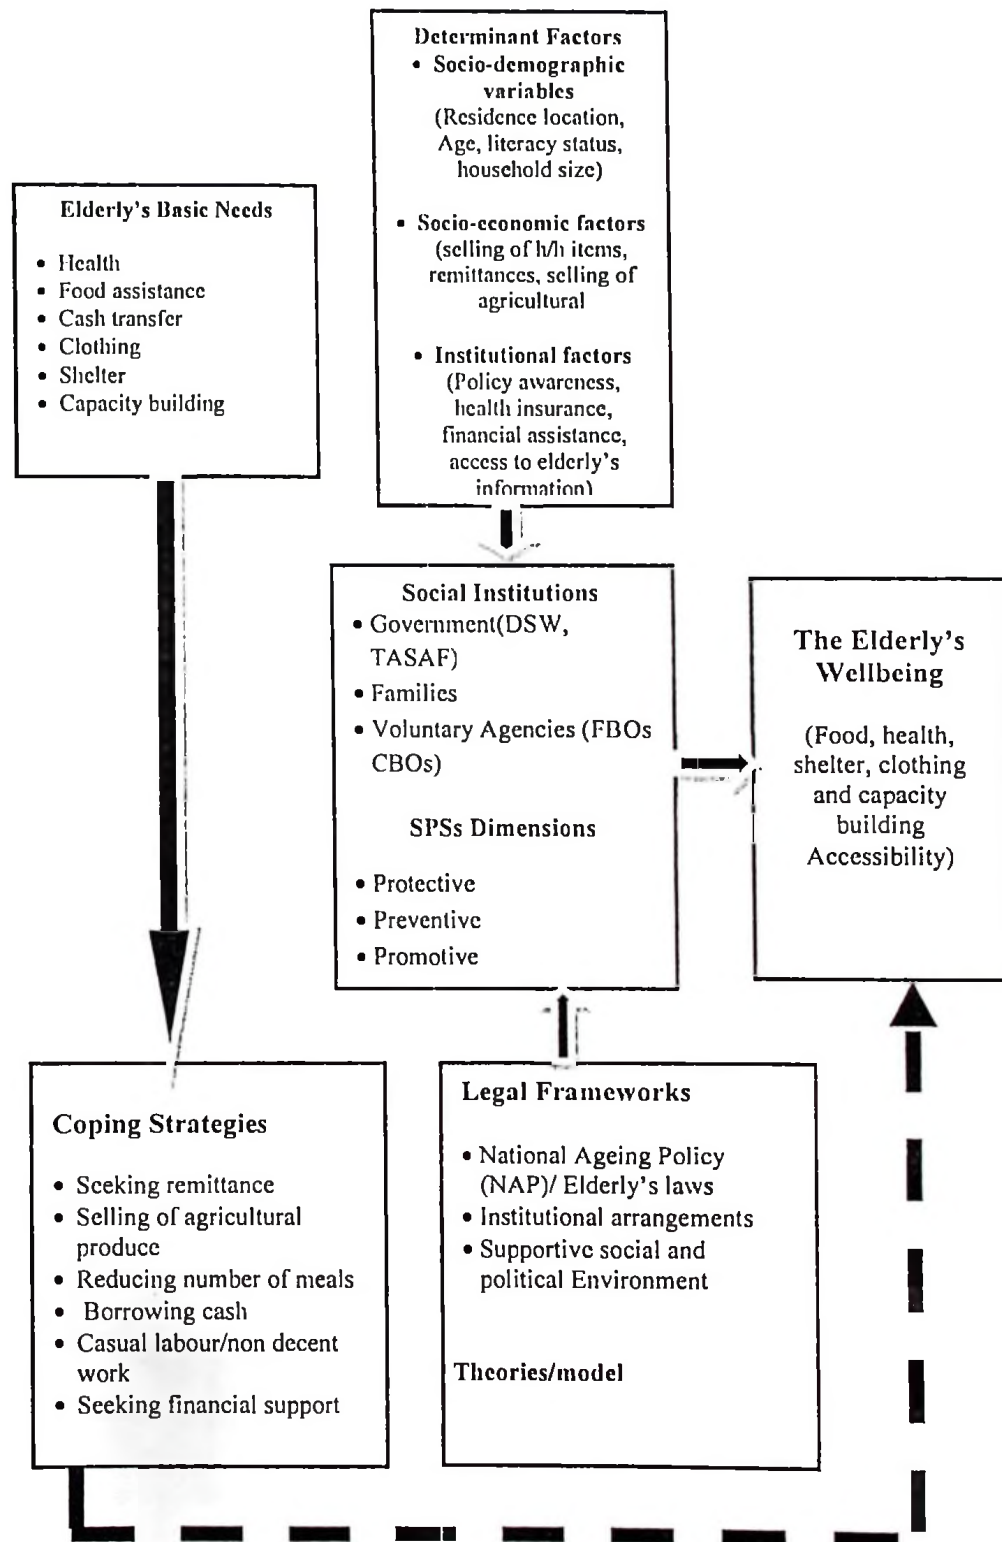 Determinant Factors
• Socio-demographic
variables
(Residence location,
Age, literacy status,
household size)
• Socio-economic factors
(selling of h/h items,
remittances, selling of
agricultural
• Institutional factors
(Policy awareness,
health insurance,
financial assistance,
access to elderly's
information)
Elderly's Basic Needs
• Health
• Food assistance
• Cash transfer
• Clothing
• Shelter
• Capacity building
Social Institutions
• Government(DSW,
TASAF)
• Families
• Voluntary Agencies (FBOs
CBOs)
SPSs Dimensions
• Protective
• Preventive
• Promotive
The Elderly's
Wellbeing
(Food, health,
shelter, clothing
and capacity
building
Accessibility)
Coping Strategies
• Seeking remittance
• Selling of agricultural
produce
• Reducing number of meals
• Borrowing cash
• Casual labour/non decent
work
• Seeking financial support
Legal Frameworks
• National Ageing Policy
(NAP)/ Elderly's laws
• Institutional arrangements
• Supportive social and
political Environment
Theories/model